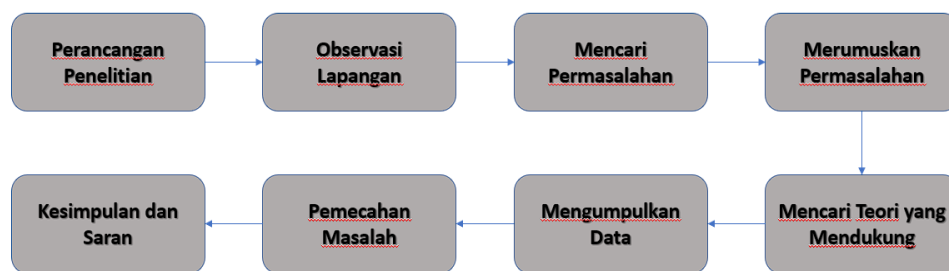 Perancangan
Penelitian
Observasi
Lapangan
Mencari
Permasalahan
Merumuskan
Permasalahan
Mencari Teori yang
Mendukung
Mengumpulkan
Data
Pemecahan
Masalah
Kesimpulan dan
Saran